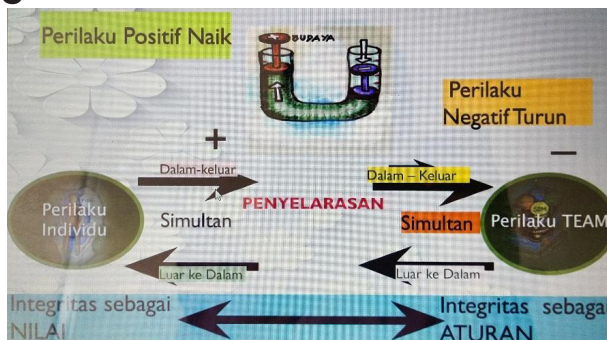 Perilaku Positif Naik
BUDAYA
Perilaku
Negatif Turun
+
–
Dalam-keluar
Dalam – Keluar
Perilaku
Individu
Simultan
PENYELARASAN
Simultan
Perilaku TEAM
Luar ke Dalam
Luar ke Dalam
Integritas sebagai
NILAI
Integritas sebagai
ATURAN